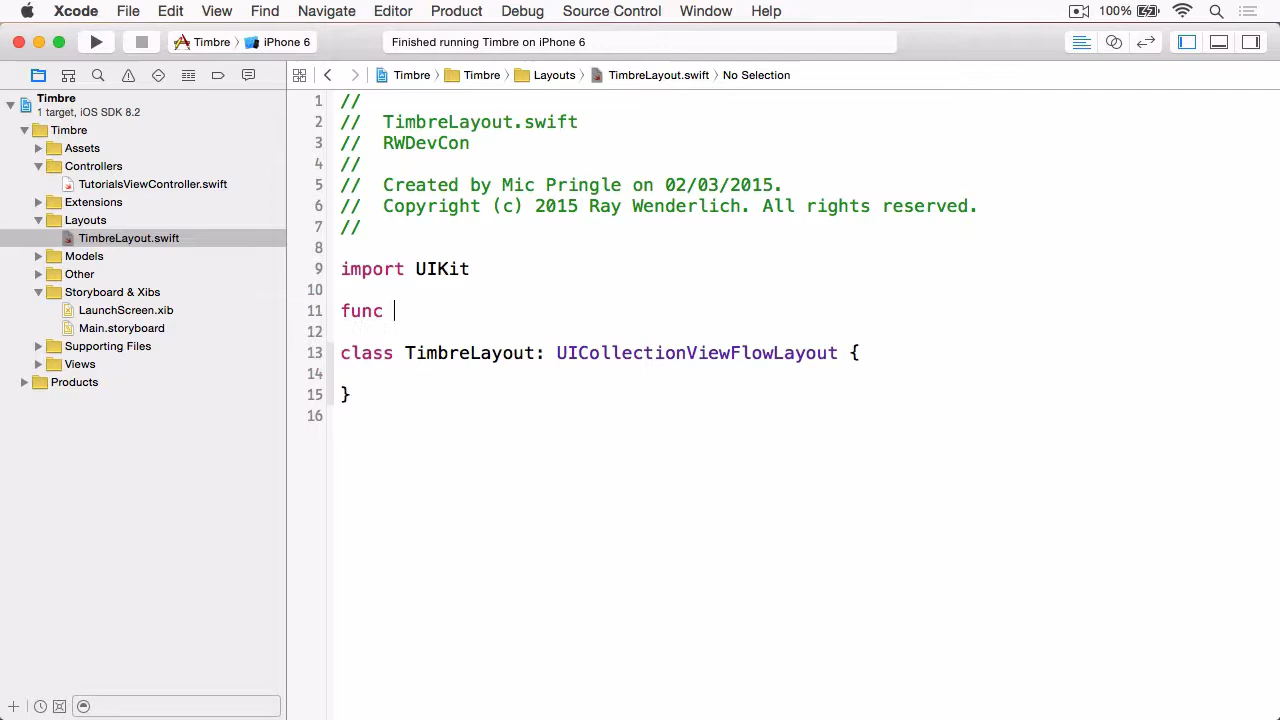 Xcode File Edit View Find Navigate Editor Product Debug Source Control Window Help 100%
Timbre iPhone 6 Finished running Timbre on iPhone 6
Timbre Timbre Layouts TimbreLayout.swift No Selection
Timbre
1 target, iOS SDK 8.2
Timbre
Assets
Controllers
TutorialsViewController.swift
Extensions
Layouts
TimbreLayout.swift
Models
Other
Storyboard & Xibs
LaunchScreen.xib
Main.storyboard
Supporting Files
Views
Products
1 //
2 // TimbreLayout.swift
3 // RWDevCon
4 //
5 // Created by Mic Pringle on 02/03/2015.
6 // Copyright (c) 2015 Ray Wenderlich. All rights reserved.
7 //
8
9 import UIKit
10
11 func
12
13 class TimbreLayout: UICollectionViewFlowLayout {
14
15 }
16